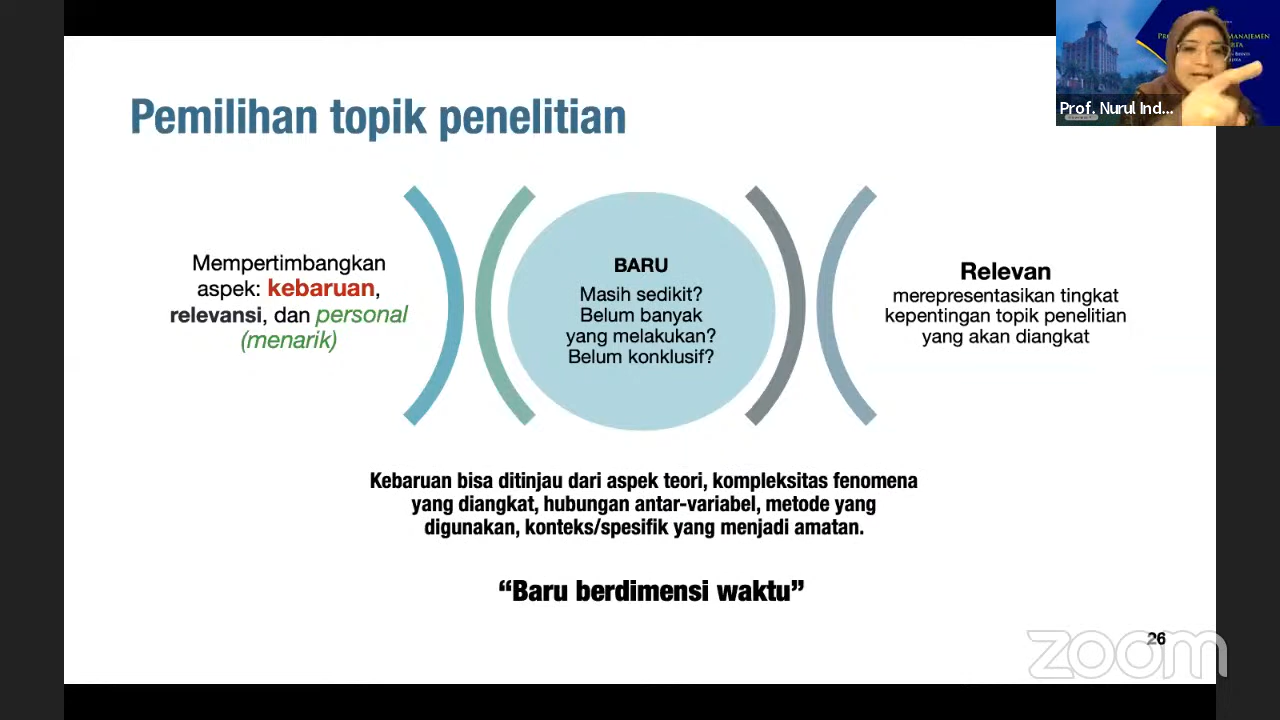 Pemilihan topik penelitian
Mempertimbangkan
aspek: kebaruan,
relevansi, dan personal
(menarik)
BARU
Masih sedikit?
Belum banyak
yang melakukan?
Belum konklusif?
Relevan
merepresentasikan tingkat
kepentingan topik penelitian
yang akan diangkat
Kebaruan bisa ditinjau dari aspek teori, kompleksitas fenomena
yang diangkat, hubungan antar-variabel, metode yang
digunakan, konteks/spesifik yang menjadi amatan.
“Baru berdimensi waktu”
26
zoom
Prof. Nurul Ind...